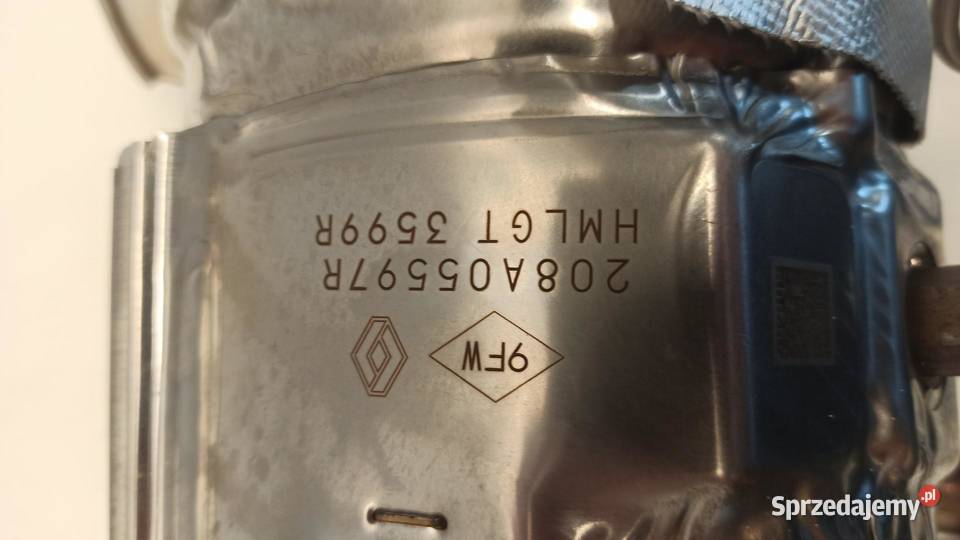 9FW
208A05597R
HMLGT 3599R
Sprzedajemy.pl